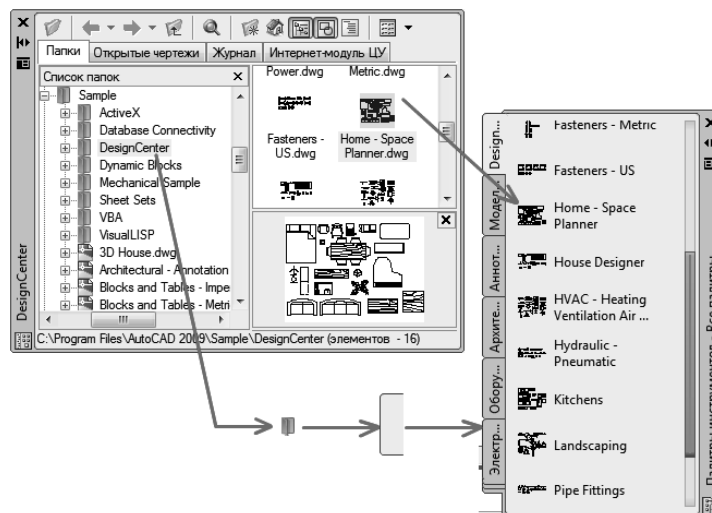 Папки
Открытые чертежи
Журнал
Интернет-модуль ЦУ
Список папок
Sample
ActiveX
Database Connectivity
DesignCenter
Dynamic Blocks
Mechanical Sample
Sheet Sets
VBA
VisualLISP
3D House.dwg
Architectural - Annotation
Blocks and Tables - Impe
Blocks and Tables - Metri
Power.dwg
Metric.dwg
Fasteners -
US.dwg
Home - Space
Planner.dwg
C:\Program Files\AutoCAD 2009\Sample\DesignCenter (элементов - 16)
DesignCenter
Design...
Модел...
Аннот...
Архите...
Обору...
Электр...
Fasteners - Metric
Fasteners - US
Home - Space
Planner
House Designer
HVAC - Heating
Ventilation Air ...
Hydraulic -
Pneumatic
Kitchens
Landscaping
Pipe Fittings
Палитры инструментов - Все палитры